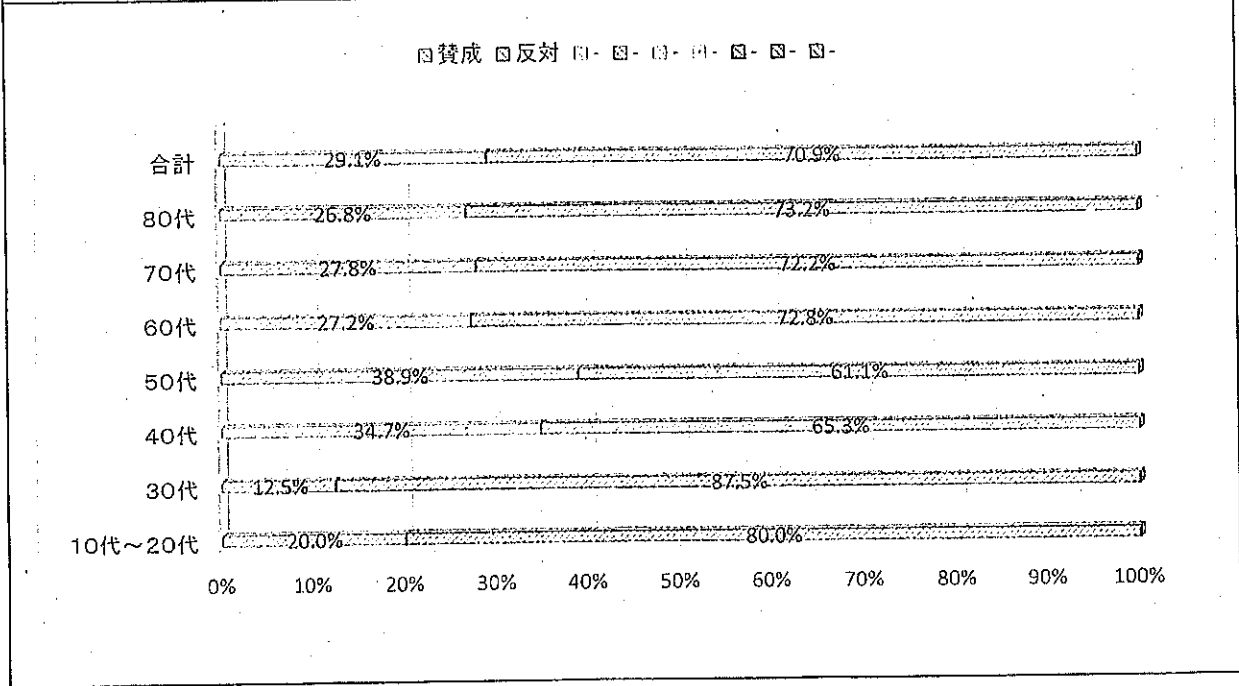 賛成 反対 - - - - - - -
合計 29.1% 70.9%
80代 26.8% 73.2%
70代 27.8% 72.2%
60代 27.2% 72.8%
50代 38.9% 61.1%
40代 34.7% 65.3%
30代 12.5% 87.5%
10代～20代 20.0% 80.0%
0% 10% 20% 30% 40% 50% 60% 70% 80% 90% 100%